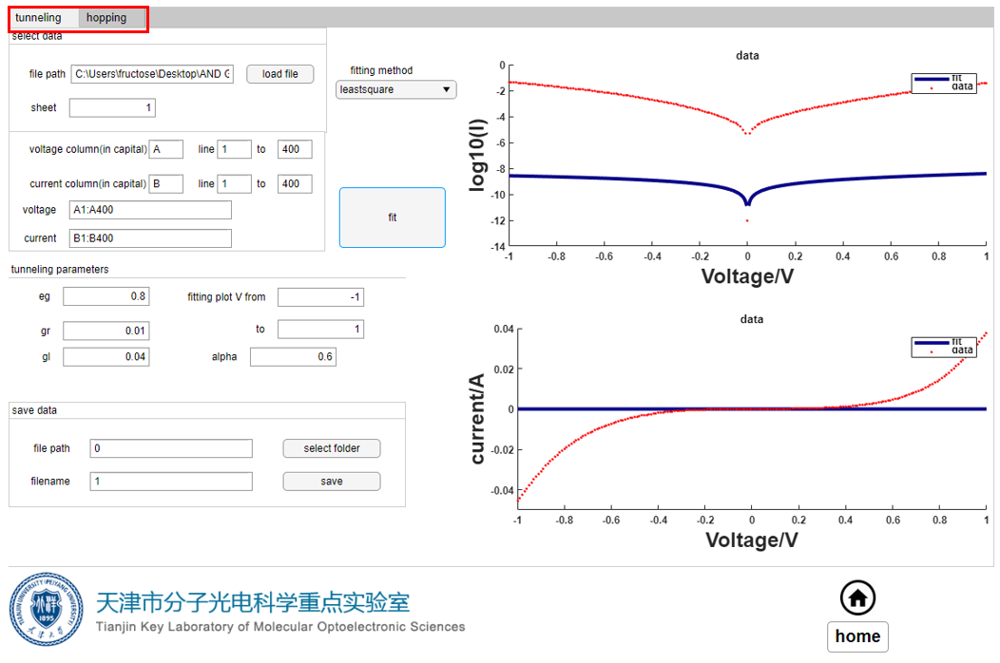 tunneling hopping
select data
file path C:\Users\fructose\Desktop\AND G load file
sheet 1
fitting method
leastsquare
voltage column(in capital) A line 1 to 400
current column(in capital) B line 1 to 400
voltage A1:A400
current B1:B400
fit
tunneling parameters
eg 0.8 fitting plot V from -1
gr 0.01 to 1
gl 0.04 alpha 0.6
save data
file path 0 select folder
filename 1 save
data
fit
data
log10(I)
0
-2
-4
-6
-8
-10
-12
-14
-1 -0.8 -0.6 -0.4 -0.2 0 0.2 0.4 0.6 0.8 1
Voltage/V
data
fit
data
current/A
0.04
0.02
0
-0.02
-0.04
-1 -0.8 -0.6 -0.4 -0.2 0 0.2 0.4 0.6 0.8 1
Voltage/V
1895
天津市分子光电科学重点实验室
Tianjin Key Laboratory of Molecular Optoelectronic Sciences
home